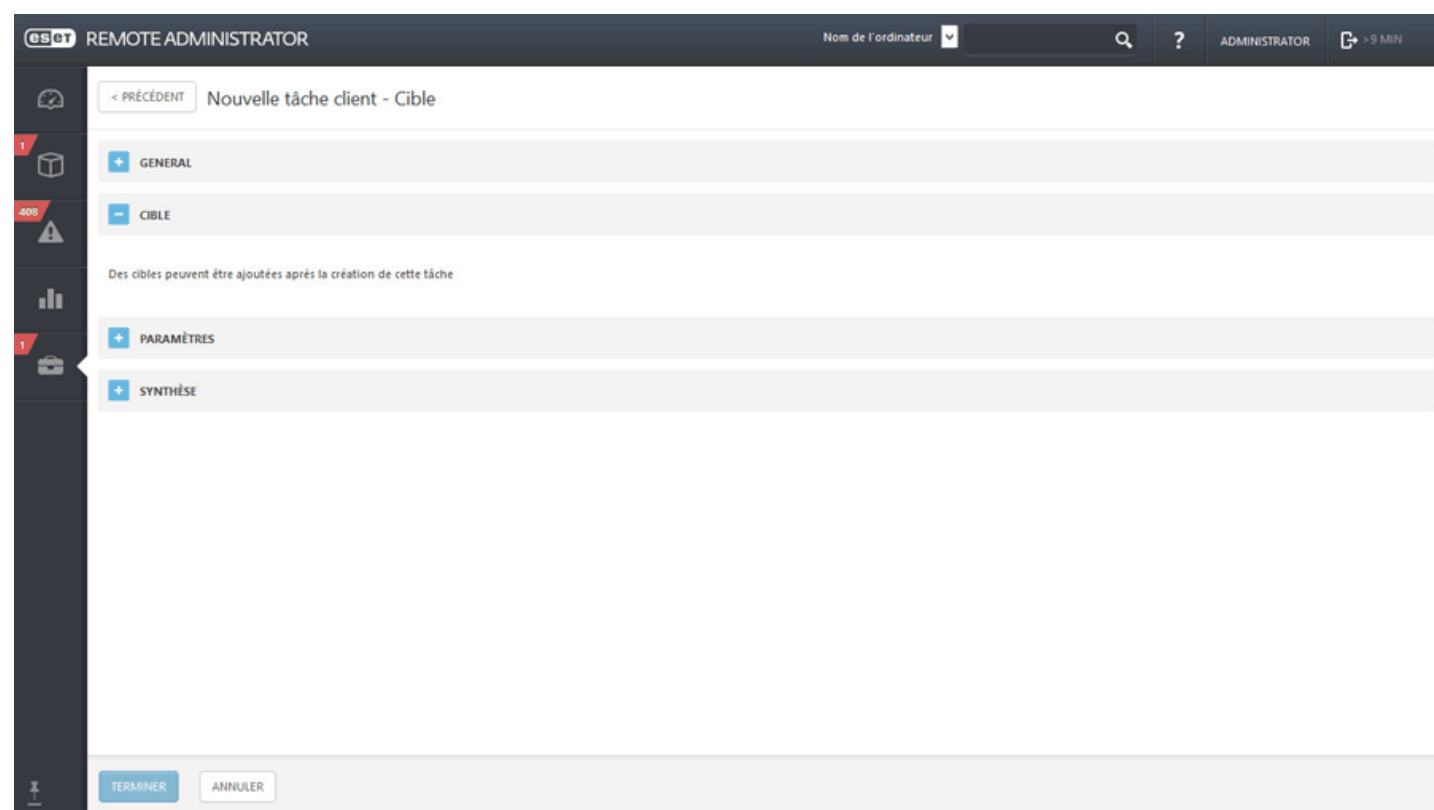 eset REMOTE ADMINISTRATOR
Nom de l'ordinateur
?
ADMINISTRATOR
>9 MIN
< PRÉCÉDENT
Nouvelle tâche client - Cible
1
+ GENERAL
408
− CIBLE
Des cibles peuvent être ajoutées aprés la création de cette tâche
+ PARAMÈTRES
1
+ SYNTHÈSE
TERMINER
ANNULER